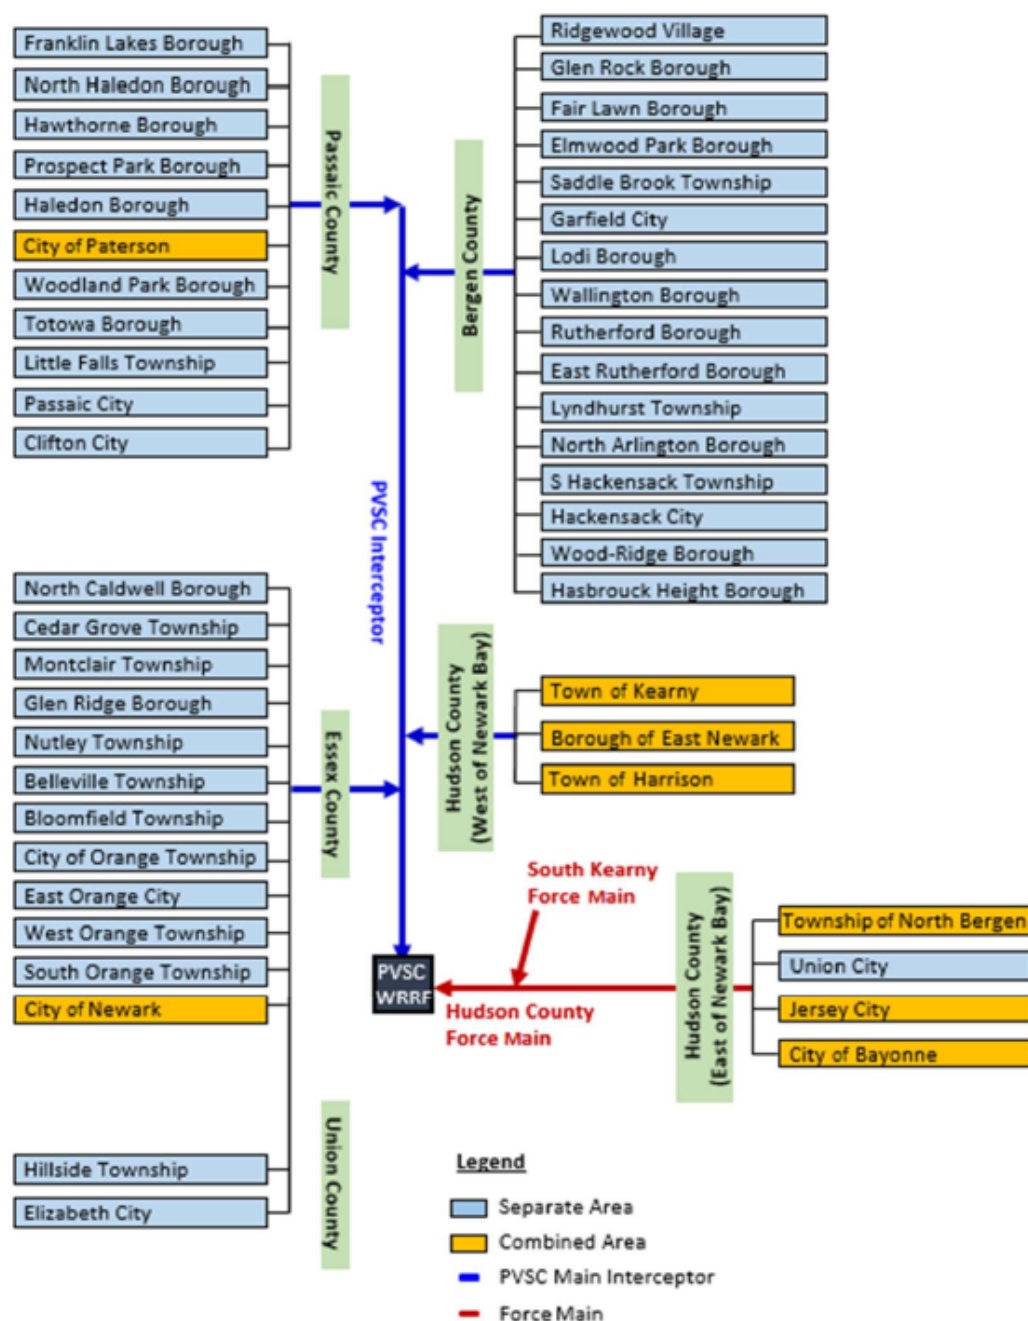 Franklin Lakes Borough
North Haledon Borough
Hawthorne Borough
Prospect Park Borough
Haledon Borough
City of Paterson
Woodland Park Borough
Totowa Borough
Little Falls Township
Passaic City
Clifton City
Passaic County
Bergen County
Ridgewood Village
Glen Rock Borough
Fair Lawn Borough
Elmwood Park Borough
Saddle Brook Township
Garfield City
Lodi Borough
Wallington Borough
Rutherford Borough
East Rutherford Borough
Lyndhurst Township
North Arlington Borough
S Hackensack Township
Hackensack City
Wood-Ridge Borough
Hasbrouck Height Borough
PVSC Interceptor
North Caldwell Borough
Cedar Grove Township
Montclair Township
Glen Ridge Borough
Nutley Township
Belleville Township
Bloomfield Township
City of Orange Township
East Orange City
West Orange Township
South Orange Township
City of Newark
Essex County
Hudson County
(West of Newark Bay)
Town of Kearny
Borough of East Newark
Town of Harrison
South Kearny
Force Main
PVSC
WRRF
Hudson County
Force Main
Hudson County
(East of Newark Bay)
Township of North Bergen
Union City
Jersey City
City of Bayonne
Hillside Township
Elizabeth City
Union County
Legend
Separate Area
Combined Area
PVSC Main Interceptor
Force Main